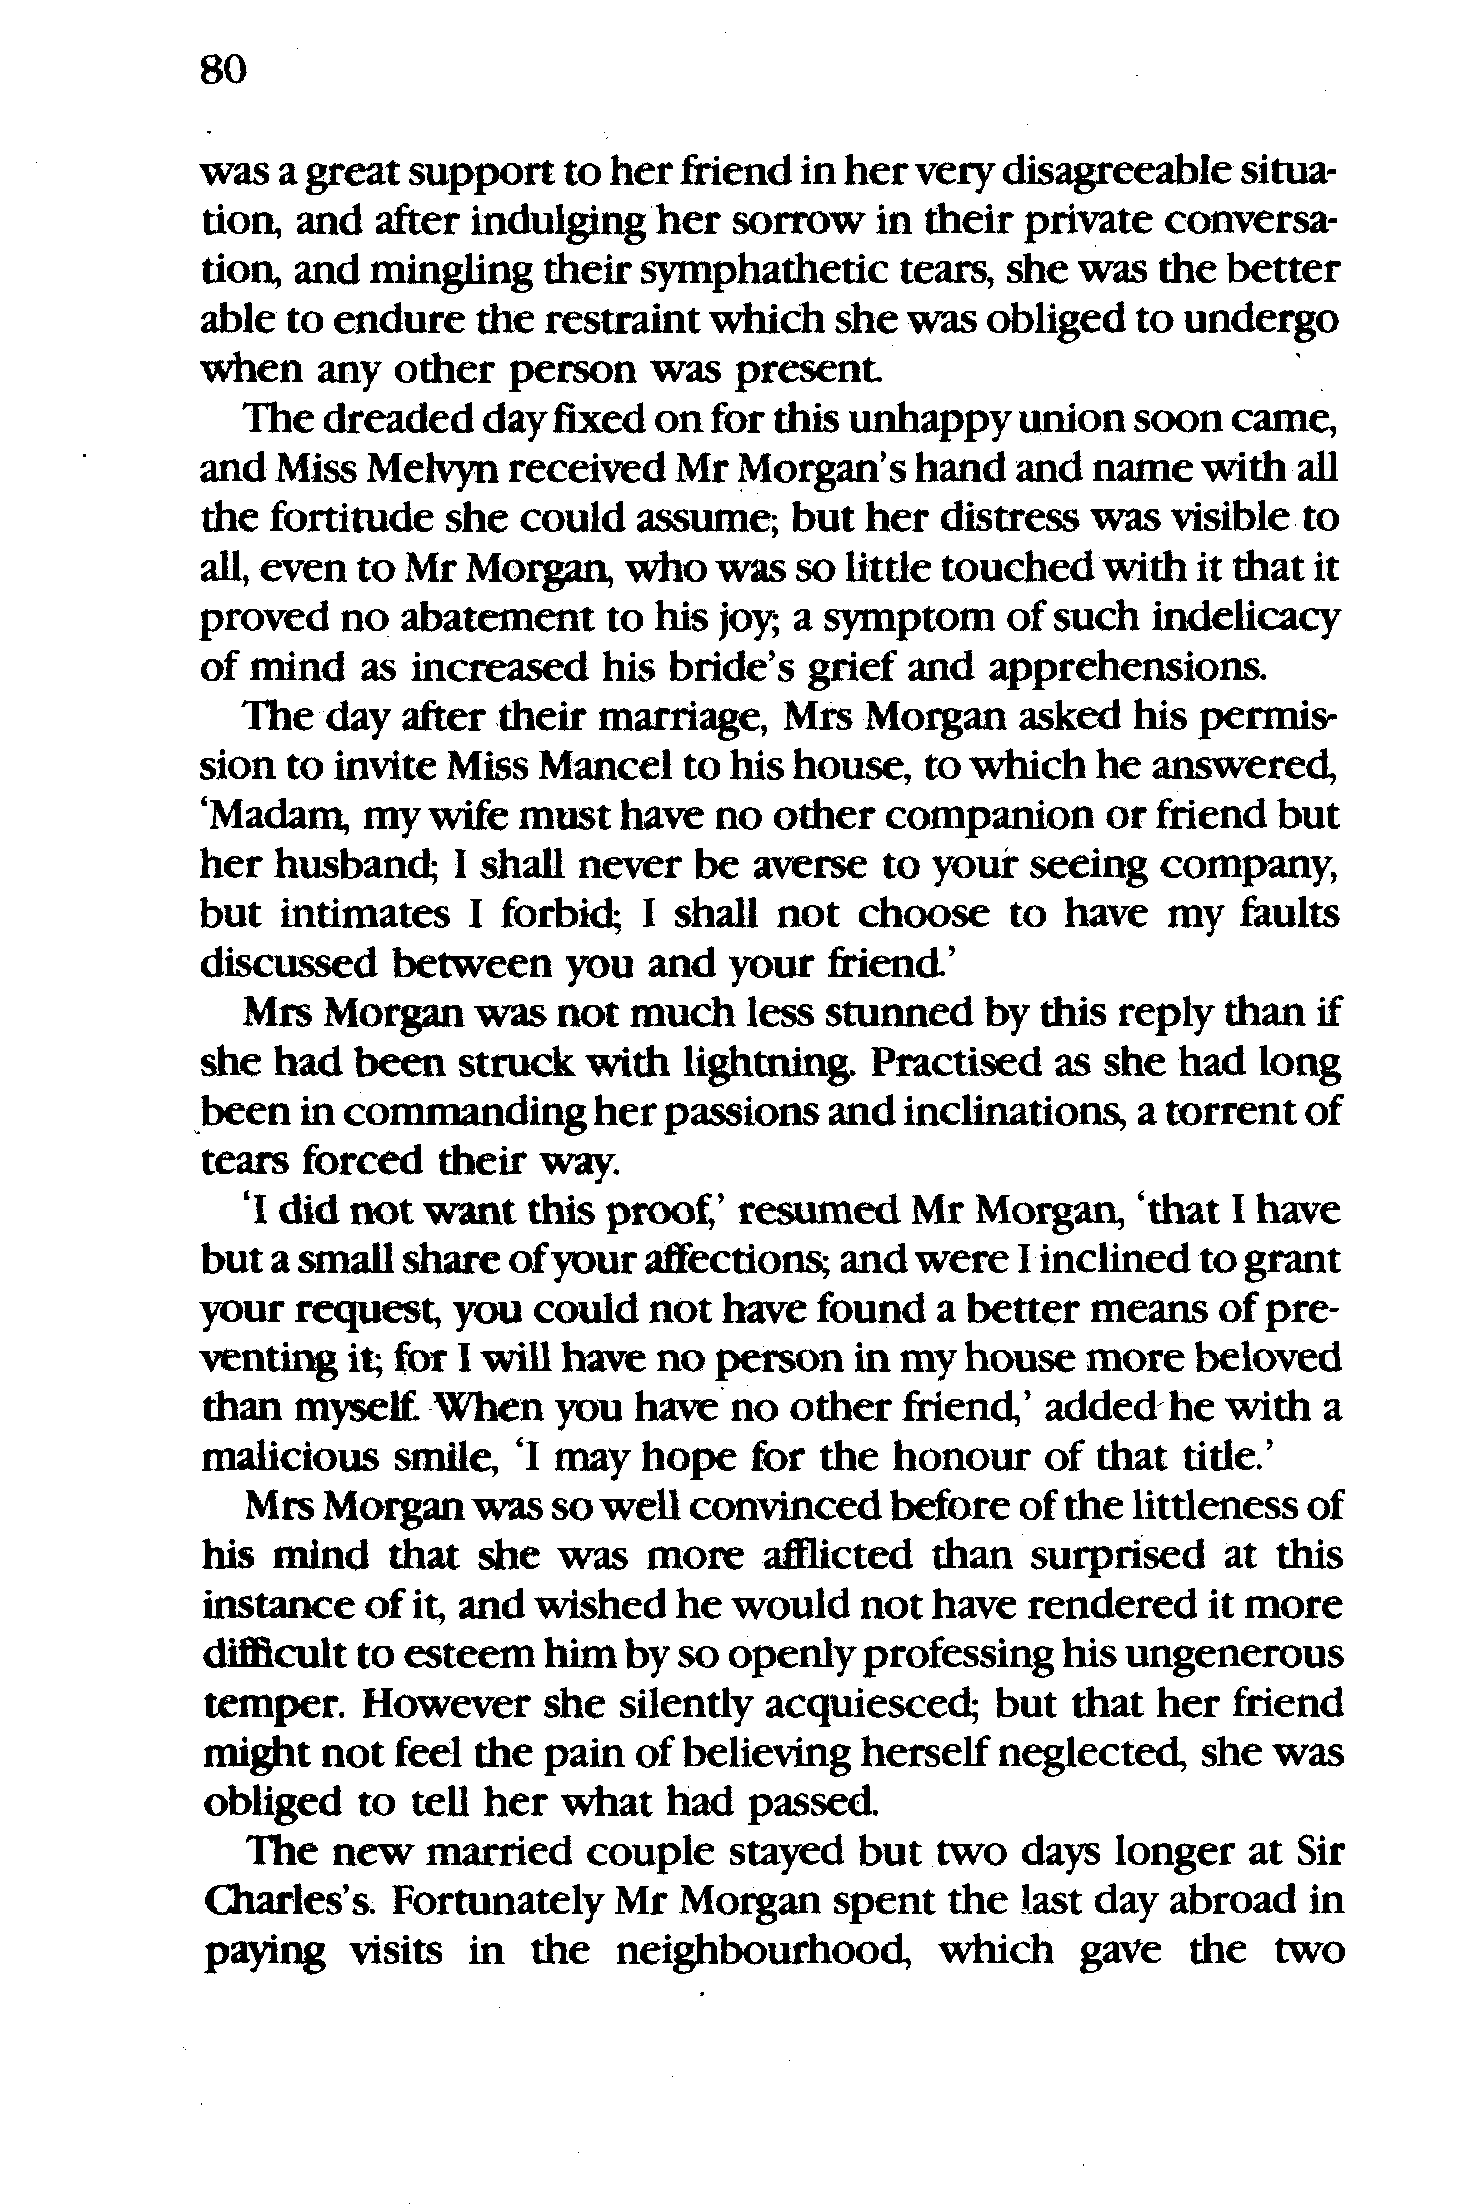 80
was a great support to her friend in her very disagreeable situa-
tion, and after indulging her sorrow in their private conversa-
tion, and mingling their symphathetic tears, she was the better
able to endure the restraint which she was obliged to undergo
when any other person was present.
The dreaded day fixed on for this unhappy union soon came,
and Miss Melvyn received Mr Morgan's hand and name with all
the fortitude she could assume; but her distress was visible to
all, even to Mr Morgan, who was so little touched with it that it
proved no abatement to his joy; a symptom of such indelicacy
of mind as increased his bride's grief and apprehensions.
The day after their marriage, Mrs Morgan asked his permis-
sion to invite Miss Mancel to his house, to which he answered,
'Madam, my wife must have no other companion or friend but
her husband; I shall never be averse to your seeing company,
but intimates I forbid; I shall not choose to have my faults
discussed between you and your friend.'
Mrs Morgan was not much less stunned by this reply than if
she had been struck with lightning. Practised as she had long
been in commanding her passions and inclinations, a torrent of
tears forced their way.
'I did not want this proof,' resumed Mr Morgan, 'that I have
but a small share of your affections; and were I inclined to grant
your request, you could not have found a better means of pre-
venting it; for I will have no person in my house more beloved
than myself. When you have no other friend,' added he with a
malicious smile, 'I may hope for the honour of that title.'
Mrs Morgan was so well convinced before of the littleness of
his mind that she was more afflicted than surprised at this
instance of it, and wished he would not have rendered it more
difficult to esteem him by so openly professing his ungenerous
temper. However she silently acquiesced; but that her friend
might not feel the pain of believing herself neglected, she was
obliged to tell her what had passed.
The new married couple stayed but two days longer at Sir
Charles's. Fortunately Mr Morgan spent the last day abroad in
paying visits in the neighbourhood, which gave the two